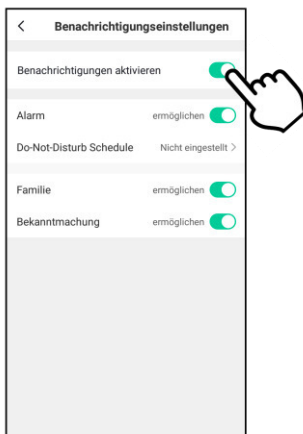 Benachrichtigungseinstellungen
Benachrichtigungen aktivieren
Alarm ermöglichen
Do-Not-Disturb Schedule Nicht eingestellt >
Familie ermöglichen
Bekanntmachung ermöglichen